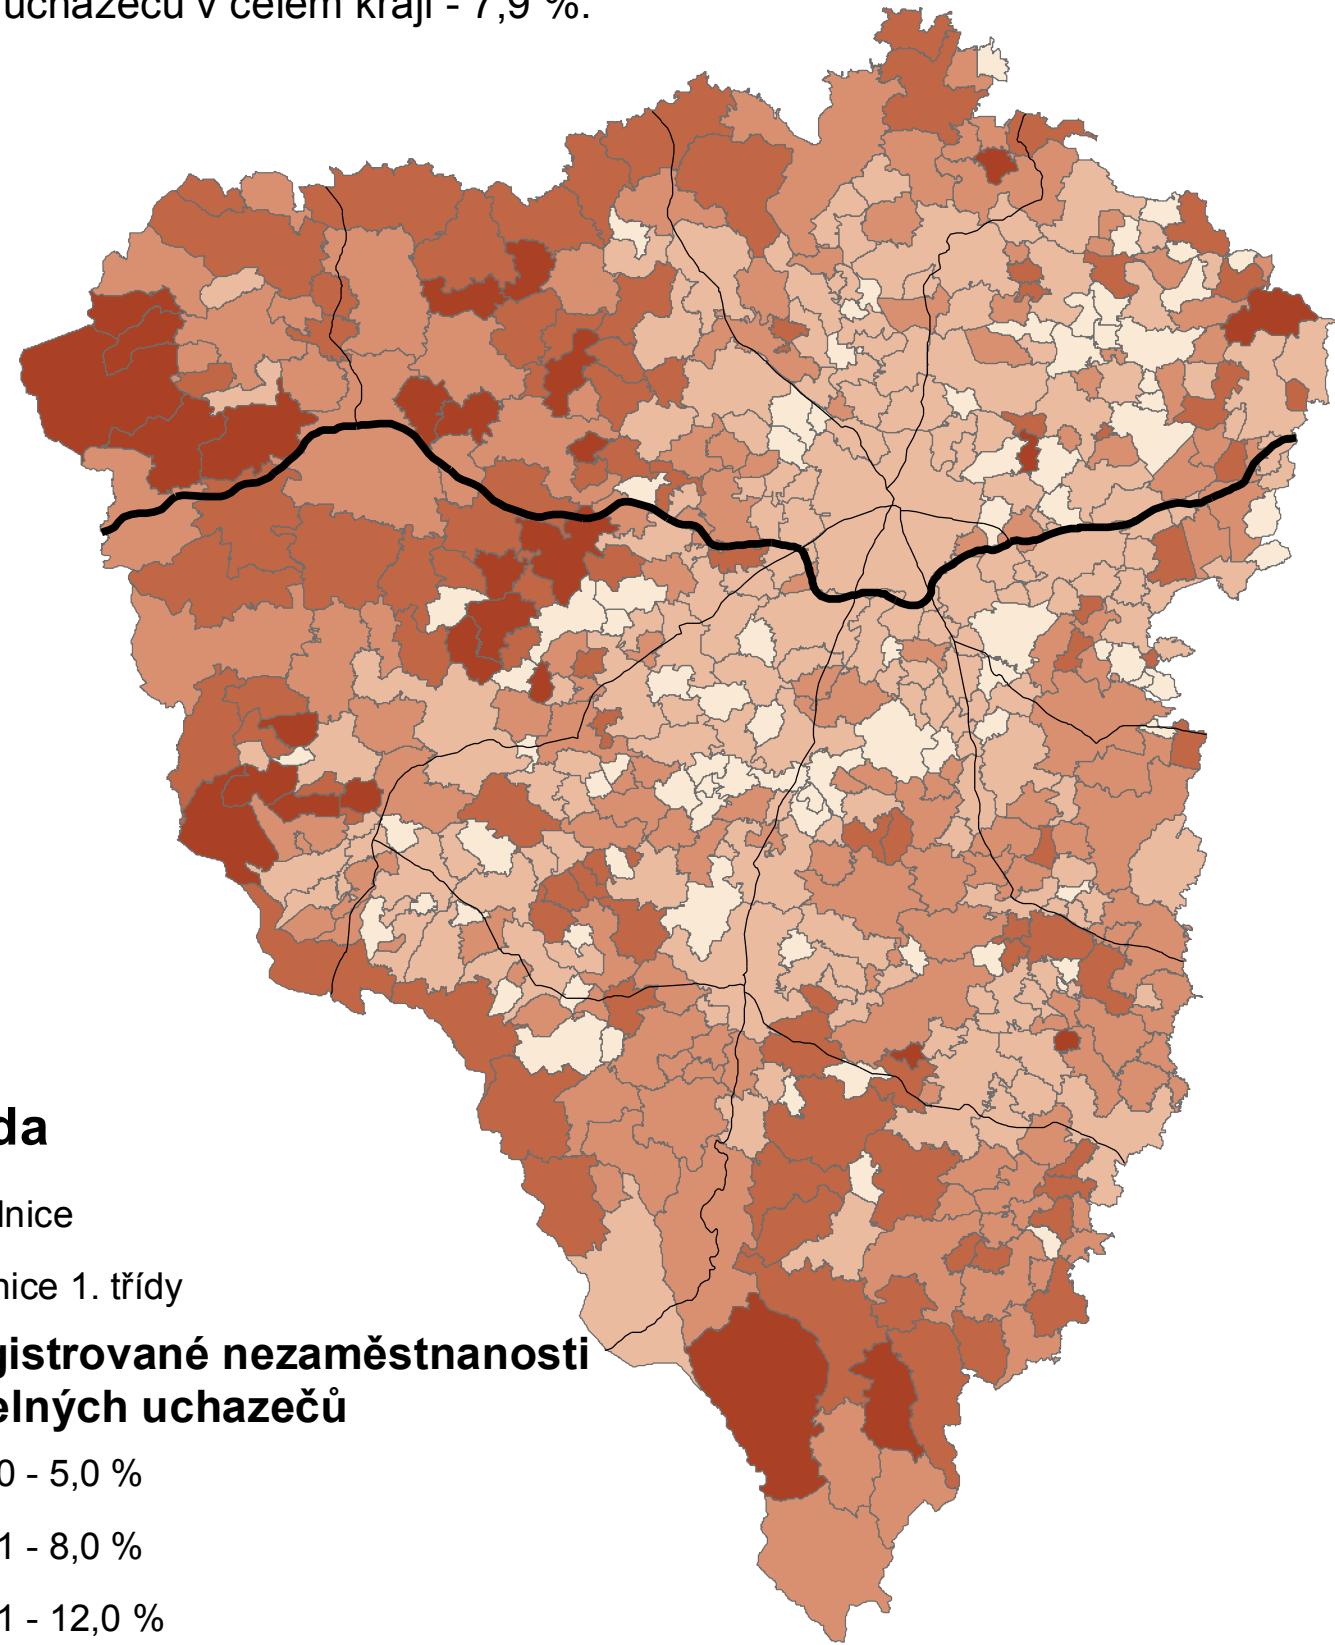 uchazečů v celém kraji - 7,9 %.
da
lnice
nice 1. třídy
gistrované nezaměstnanosti
elných uchazečů
0 - 5,0 %
1 - 8,0 %
1 - 12,0 %